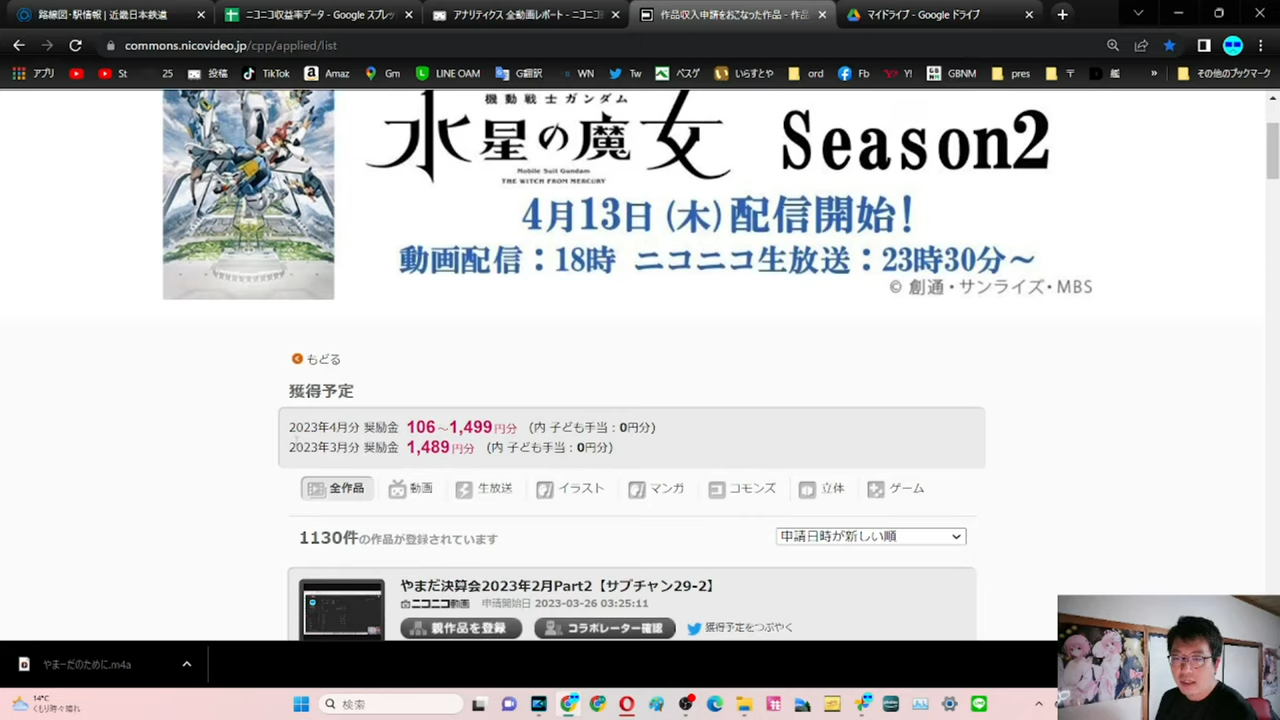 路線図・駅情報 | 近畿日本鉄道
ニコニコ収益率データ - Google スプレッ
アナリティクス 全動画レポート - ニコニコ
作品収入申請をおこなった作品 - 作品
マイドライブ - Google ドライブ
commons.nicovideo.jp/cpp/applied/list
アプリ
St
25
投稿
TikTok
Amaz
Gm
LINE OAM
G翻訳
WN
Tw
ベスゲ
いらすとや
ord
Fb
Y!
GBNM
pres
〒
艦
»
その他のブックマーク
機動戦士ガンダム
水星の魔女 Season2
Mobile Suit Gundam
THE WITCH FROM MERCURY
4月13日(木)配信開始!
動画配信:18時 ニコニコ生放送:23時30分~
© 創通・サンライズ・MBS
もどる
獲得予定
2023年4月分 奨励金 106~1,499円分 (内 子ども手当:0円分)
2023年3月分 奨励金 1,489円分 (内 子ども手当:0円分)
全作品 動画 生放送 イラスト マンガ コモンズ 立体 ゲーム
1130件の作品が登録されています
申請日時が新しい順
やまだ決算会2023年2月Part2【サブチャン29-2】
ニコニコ動画 申請開始日 2023-03-26 03:25:11
親作品を登録 コラボレーター確認 獲得予定をつぶやく
やまーだのために.m4a
14°C
くもり時々晴れ
検索